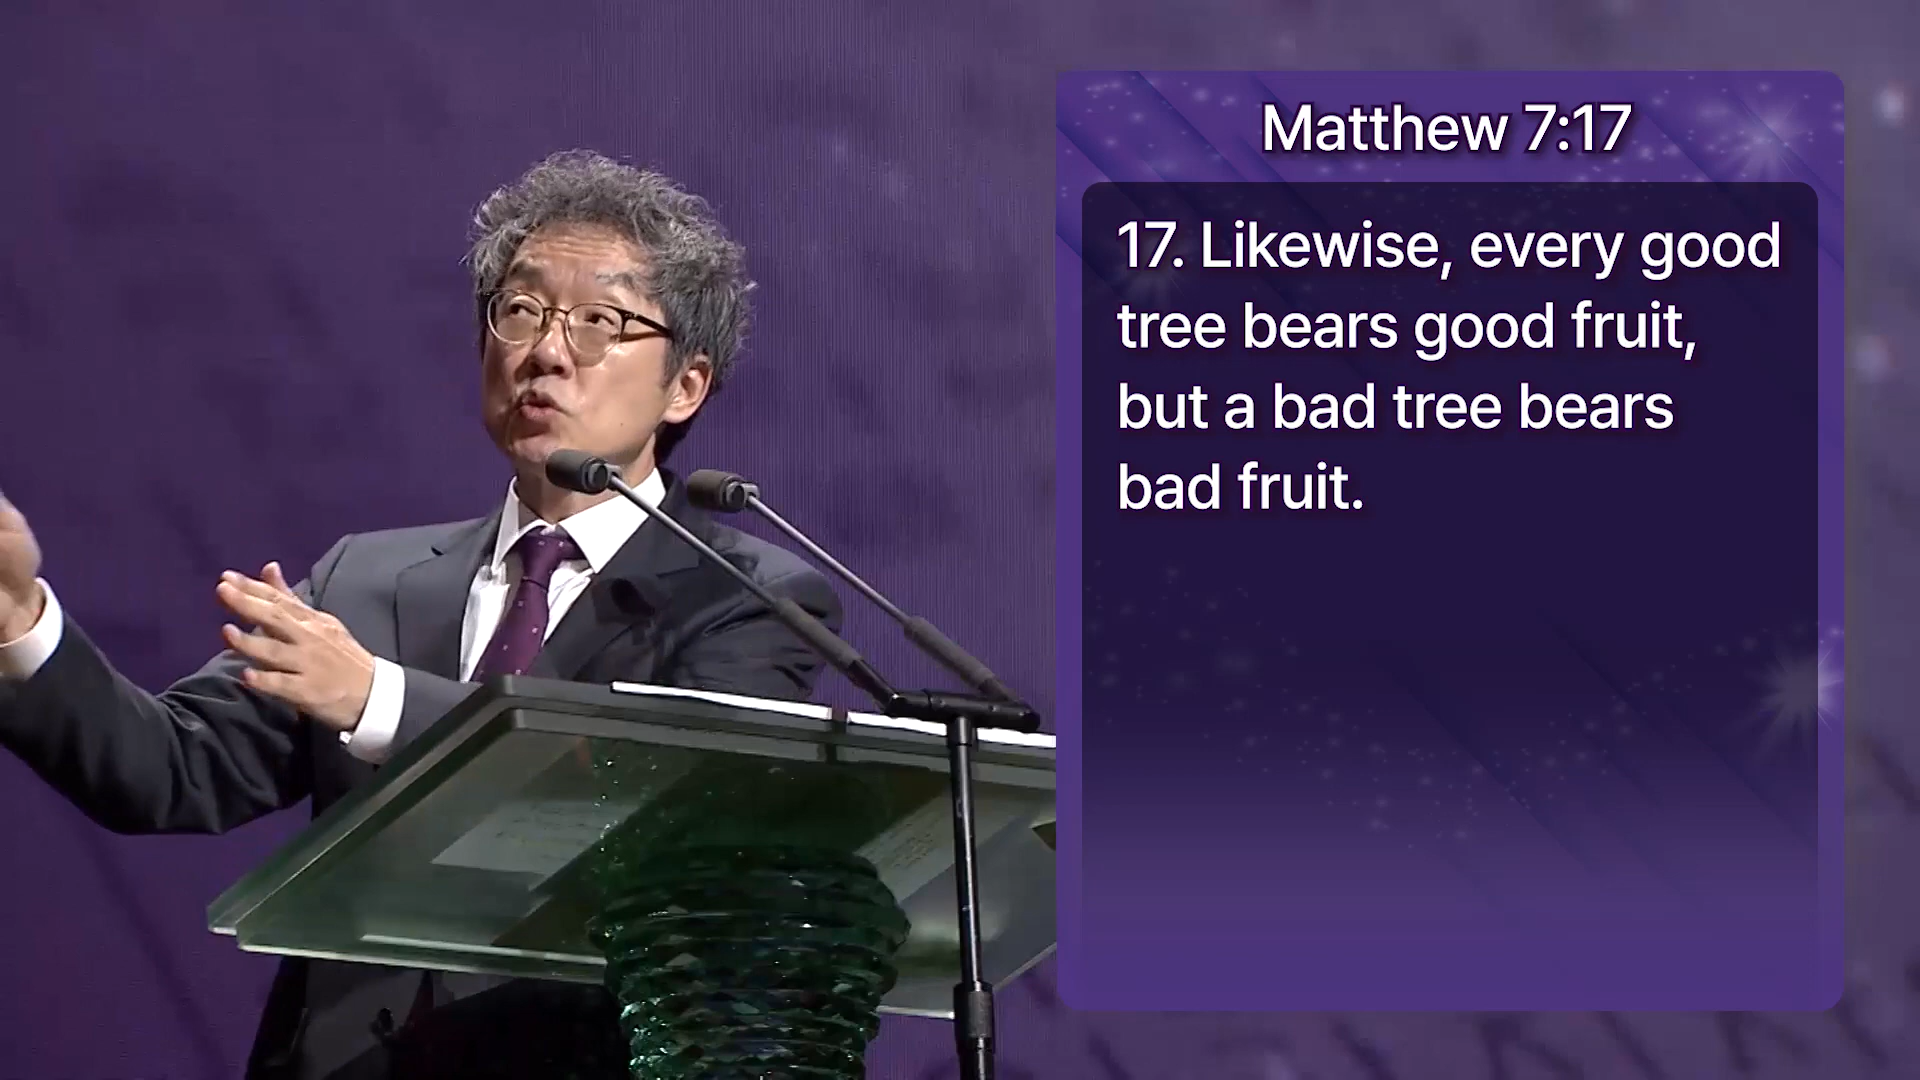 Matthew 7:17
17. Likewise, every good
tree bears good fruit,
but a bad tree bears
bad fruit.